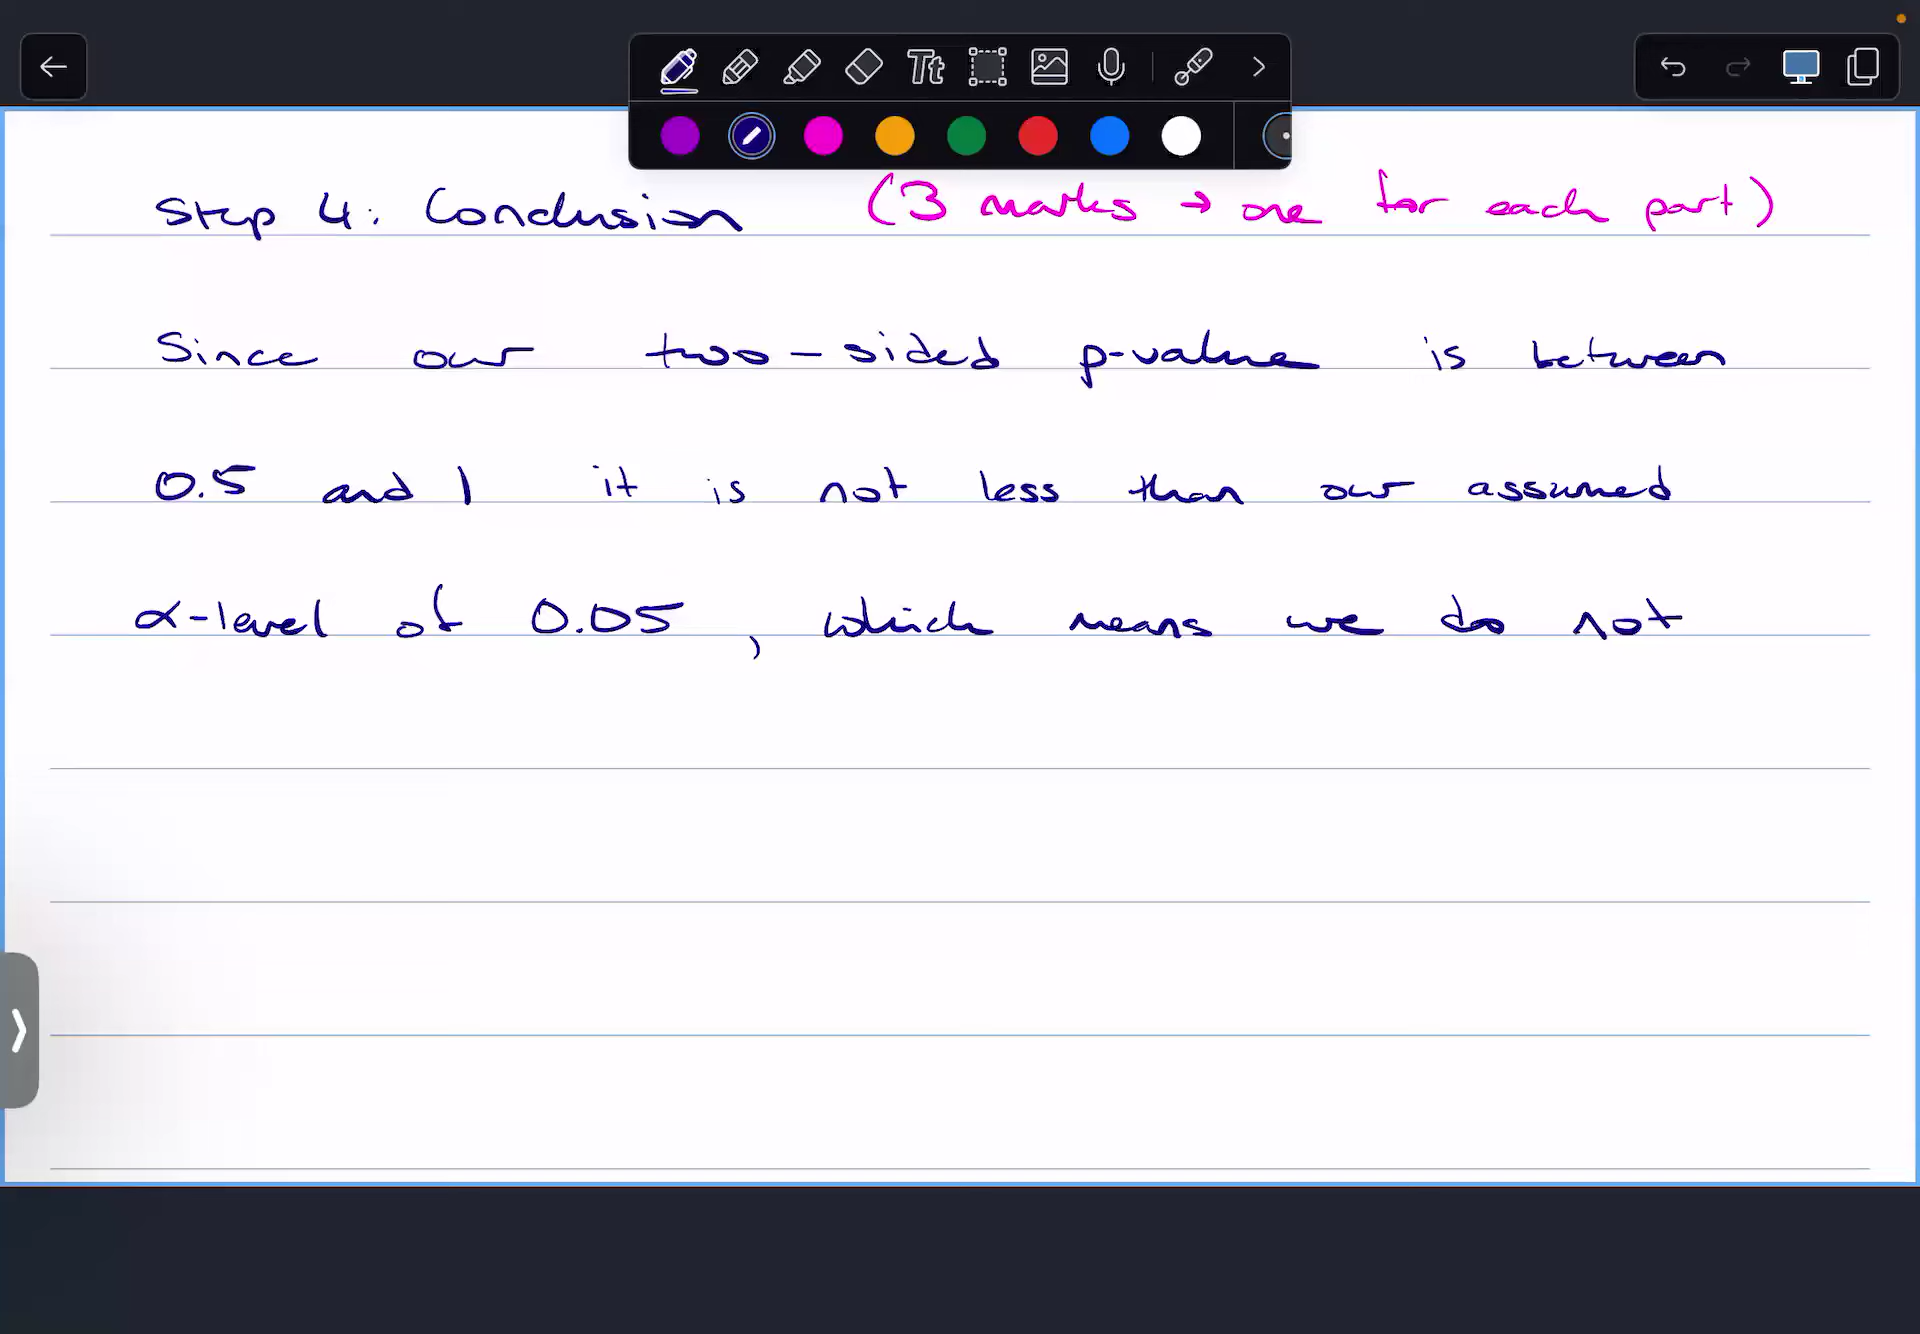 Tt
Step 4: Conclusion (3 marks → one for each part)
Since our two-sided p-value is between
0.5 and 1 it is not less than our assumed
α-level of 0.05, which means we do not